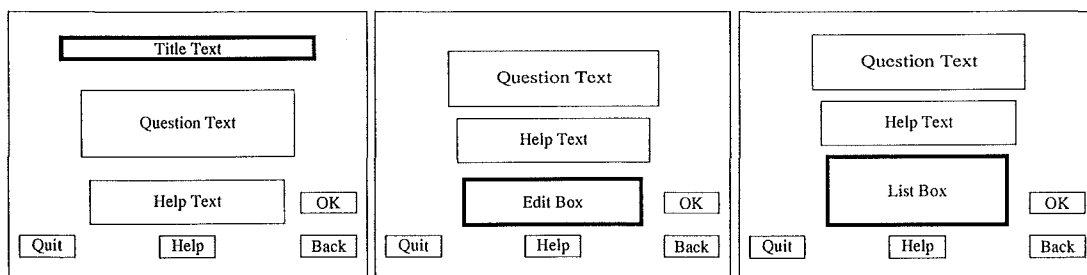 Title Text
Question Text
Help Text
OK
Quit
Help
Back
Question Text
Help Text
Edit Box
OK
Quit
Help
Back
Question Text
Help Text
List Box
OK
Quit
Help
Back